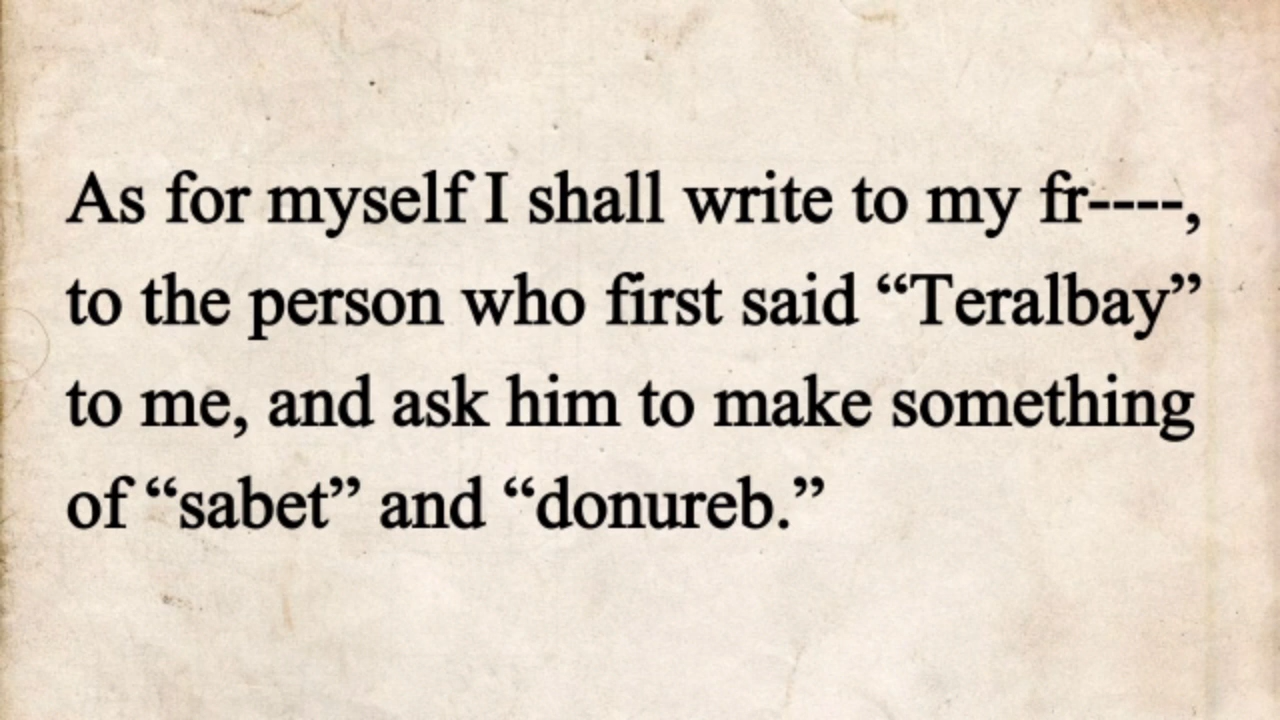 As for myself I shall write to my fr----,
to the person who first said “Teralbay”
to me, and ask him to make something
of “sabet” and “donureb.”